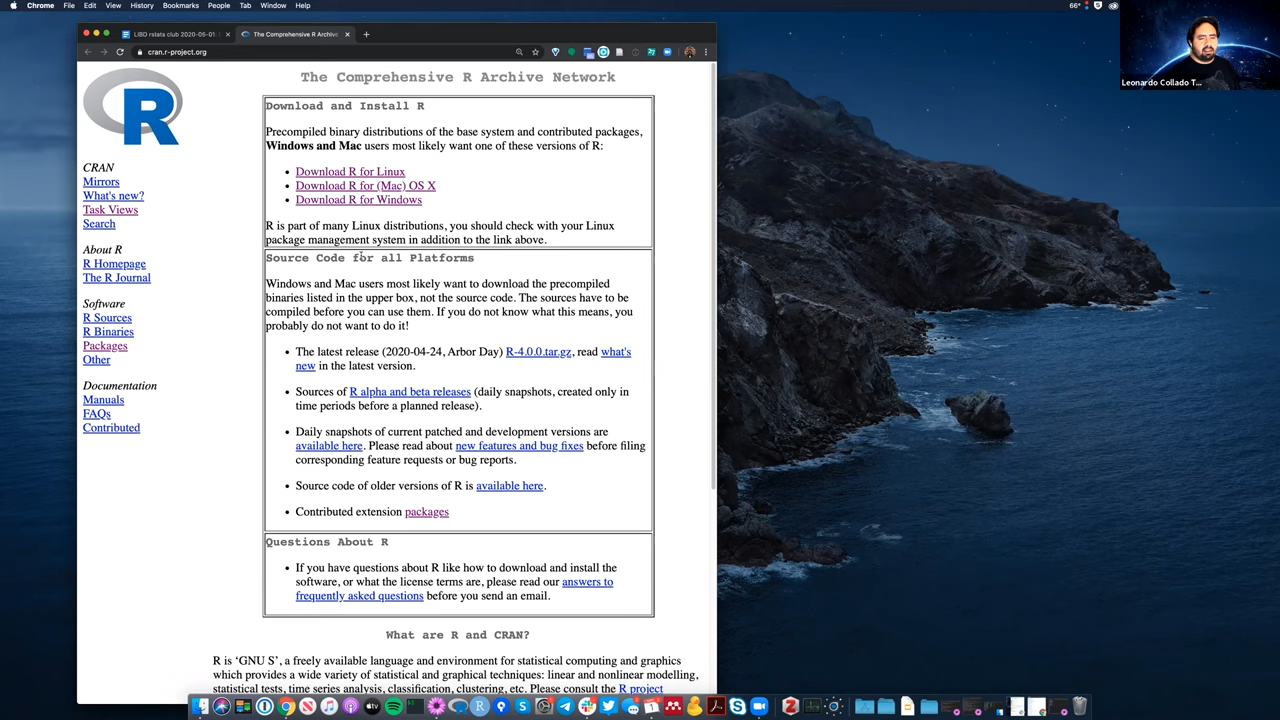 Chrome File Edit View History Bookmarks People Tab Window Help
66°
LIBD rstats club 2020-05-01:
The Comprehensive R Archive
cran.r-project.org
Leonardo Collado T...
R
CRAN
Mirrors
What's new?
Task Views
Search
About R
R Homepage
The R Journal
Software
R Sources
R Binaries
Packages
Other
Documentation
Manuals
FAQs
Contributed
The Comprehensive R Archive Network
Download and Install R
Precompiled binary distributions of the base system and contributed packages,
Windows and Mac users most likely want one of these versions of R:
• Download R for Linux
• Download R for (Mac) OS X
• Download R for Windows
R is part of many Linux distributions, you should check with your Linux
package management system in addition to the link above.
Source Code for all Platforms
Windows and Mac users most likely want to download the precompiled
binaries listed in the upper box, not the source code. The sources have to be
compiled before you can use them. If you do not know what this means, you
probably do not want to do it!
• The latest release (2020-04-24, Arbor Day) R-4.0.0.tar.gz, read what's
new in the latest version.
• Sources of R alpha and beta releases (daily snapshots, created only in
time periods before a planned release).
• Daily snapshots of current patched and development versions are
available here. Please read about new features and bug fixes before filing
corresponding feature requests or bug reports.
• Source code of older versions of R is available here.
• Contributed extension packages
Questions About R
• If you have questions about R like how to download and install the
software, or what the license terms are, please read our answers to
frequently asked questions before you send an email.
What are R and CRAN?
R is ‘GNU S’, a freely available language and environment for statistical computing and graphics
which provides a wide variety of statistical and graphical techniques: linear and nonlinear modelling,
statistical tests, time series analysis, classification, clustering, etc. Please consult the R project